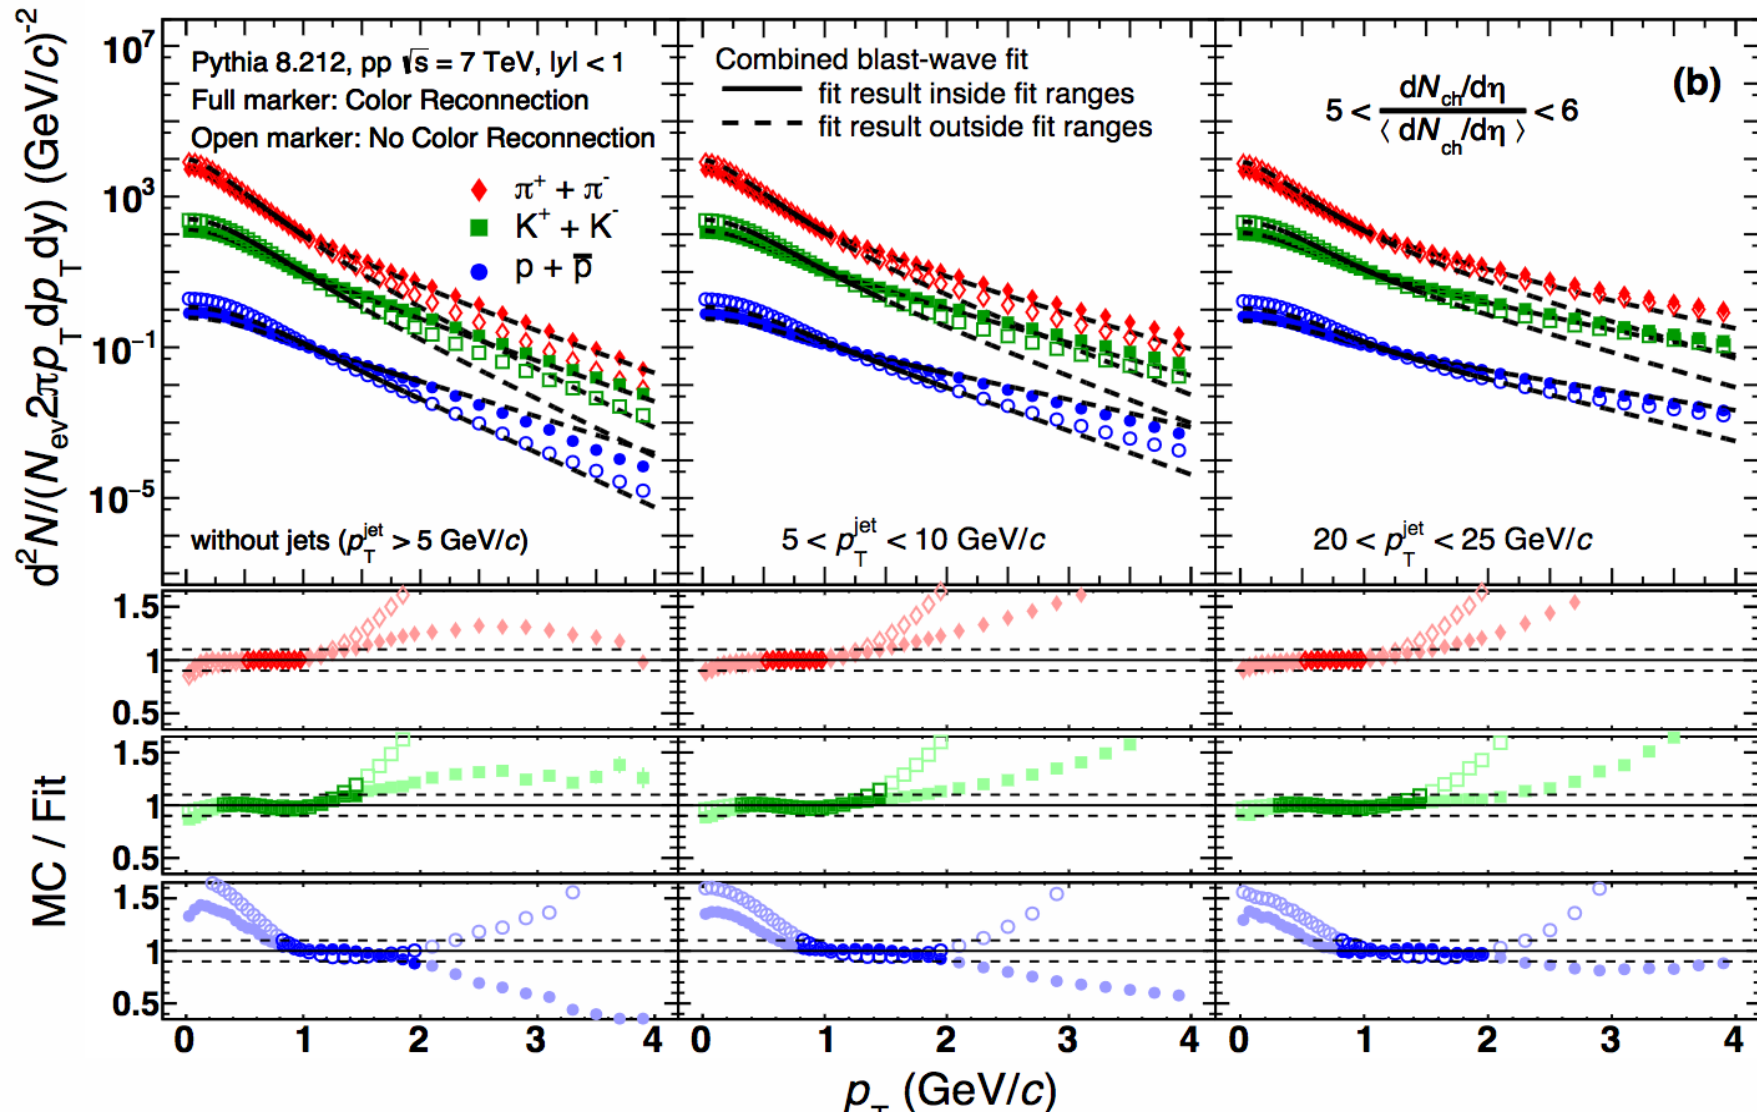 d²N/(N_ev 2πp_T dp_T dy) (GeV/c)⁻²
10⁷
10³
10⁻¹
10⁻⁵
Pythia 8.212, pp √s = 7 TeV, |y| < 1
Full marker: Color Reconnection
Open marker: No Color Reconnection
π⁺ + π⁻
K⁺ + K⁻
p + p̅
without jets (p_T^jet > 5 GeV/c)
Combined blast-wave fit
fit result inside fit ranges
fit result outside fit ranges
5 < p_T^jet < 10 GeV/c
(b)
5 < dN_ch/dη / ⟨ dN_ch/dη ⟩ < 6
20 < p_T^jet < 25 GeV/c
MC / Fit
1.5
1
0.5
1.5
1
0.5
1.5
1
0.5
0 1 2 3 4 0 1 2 3 4 0 1 2 3 4
p_T (GeV/c)